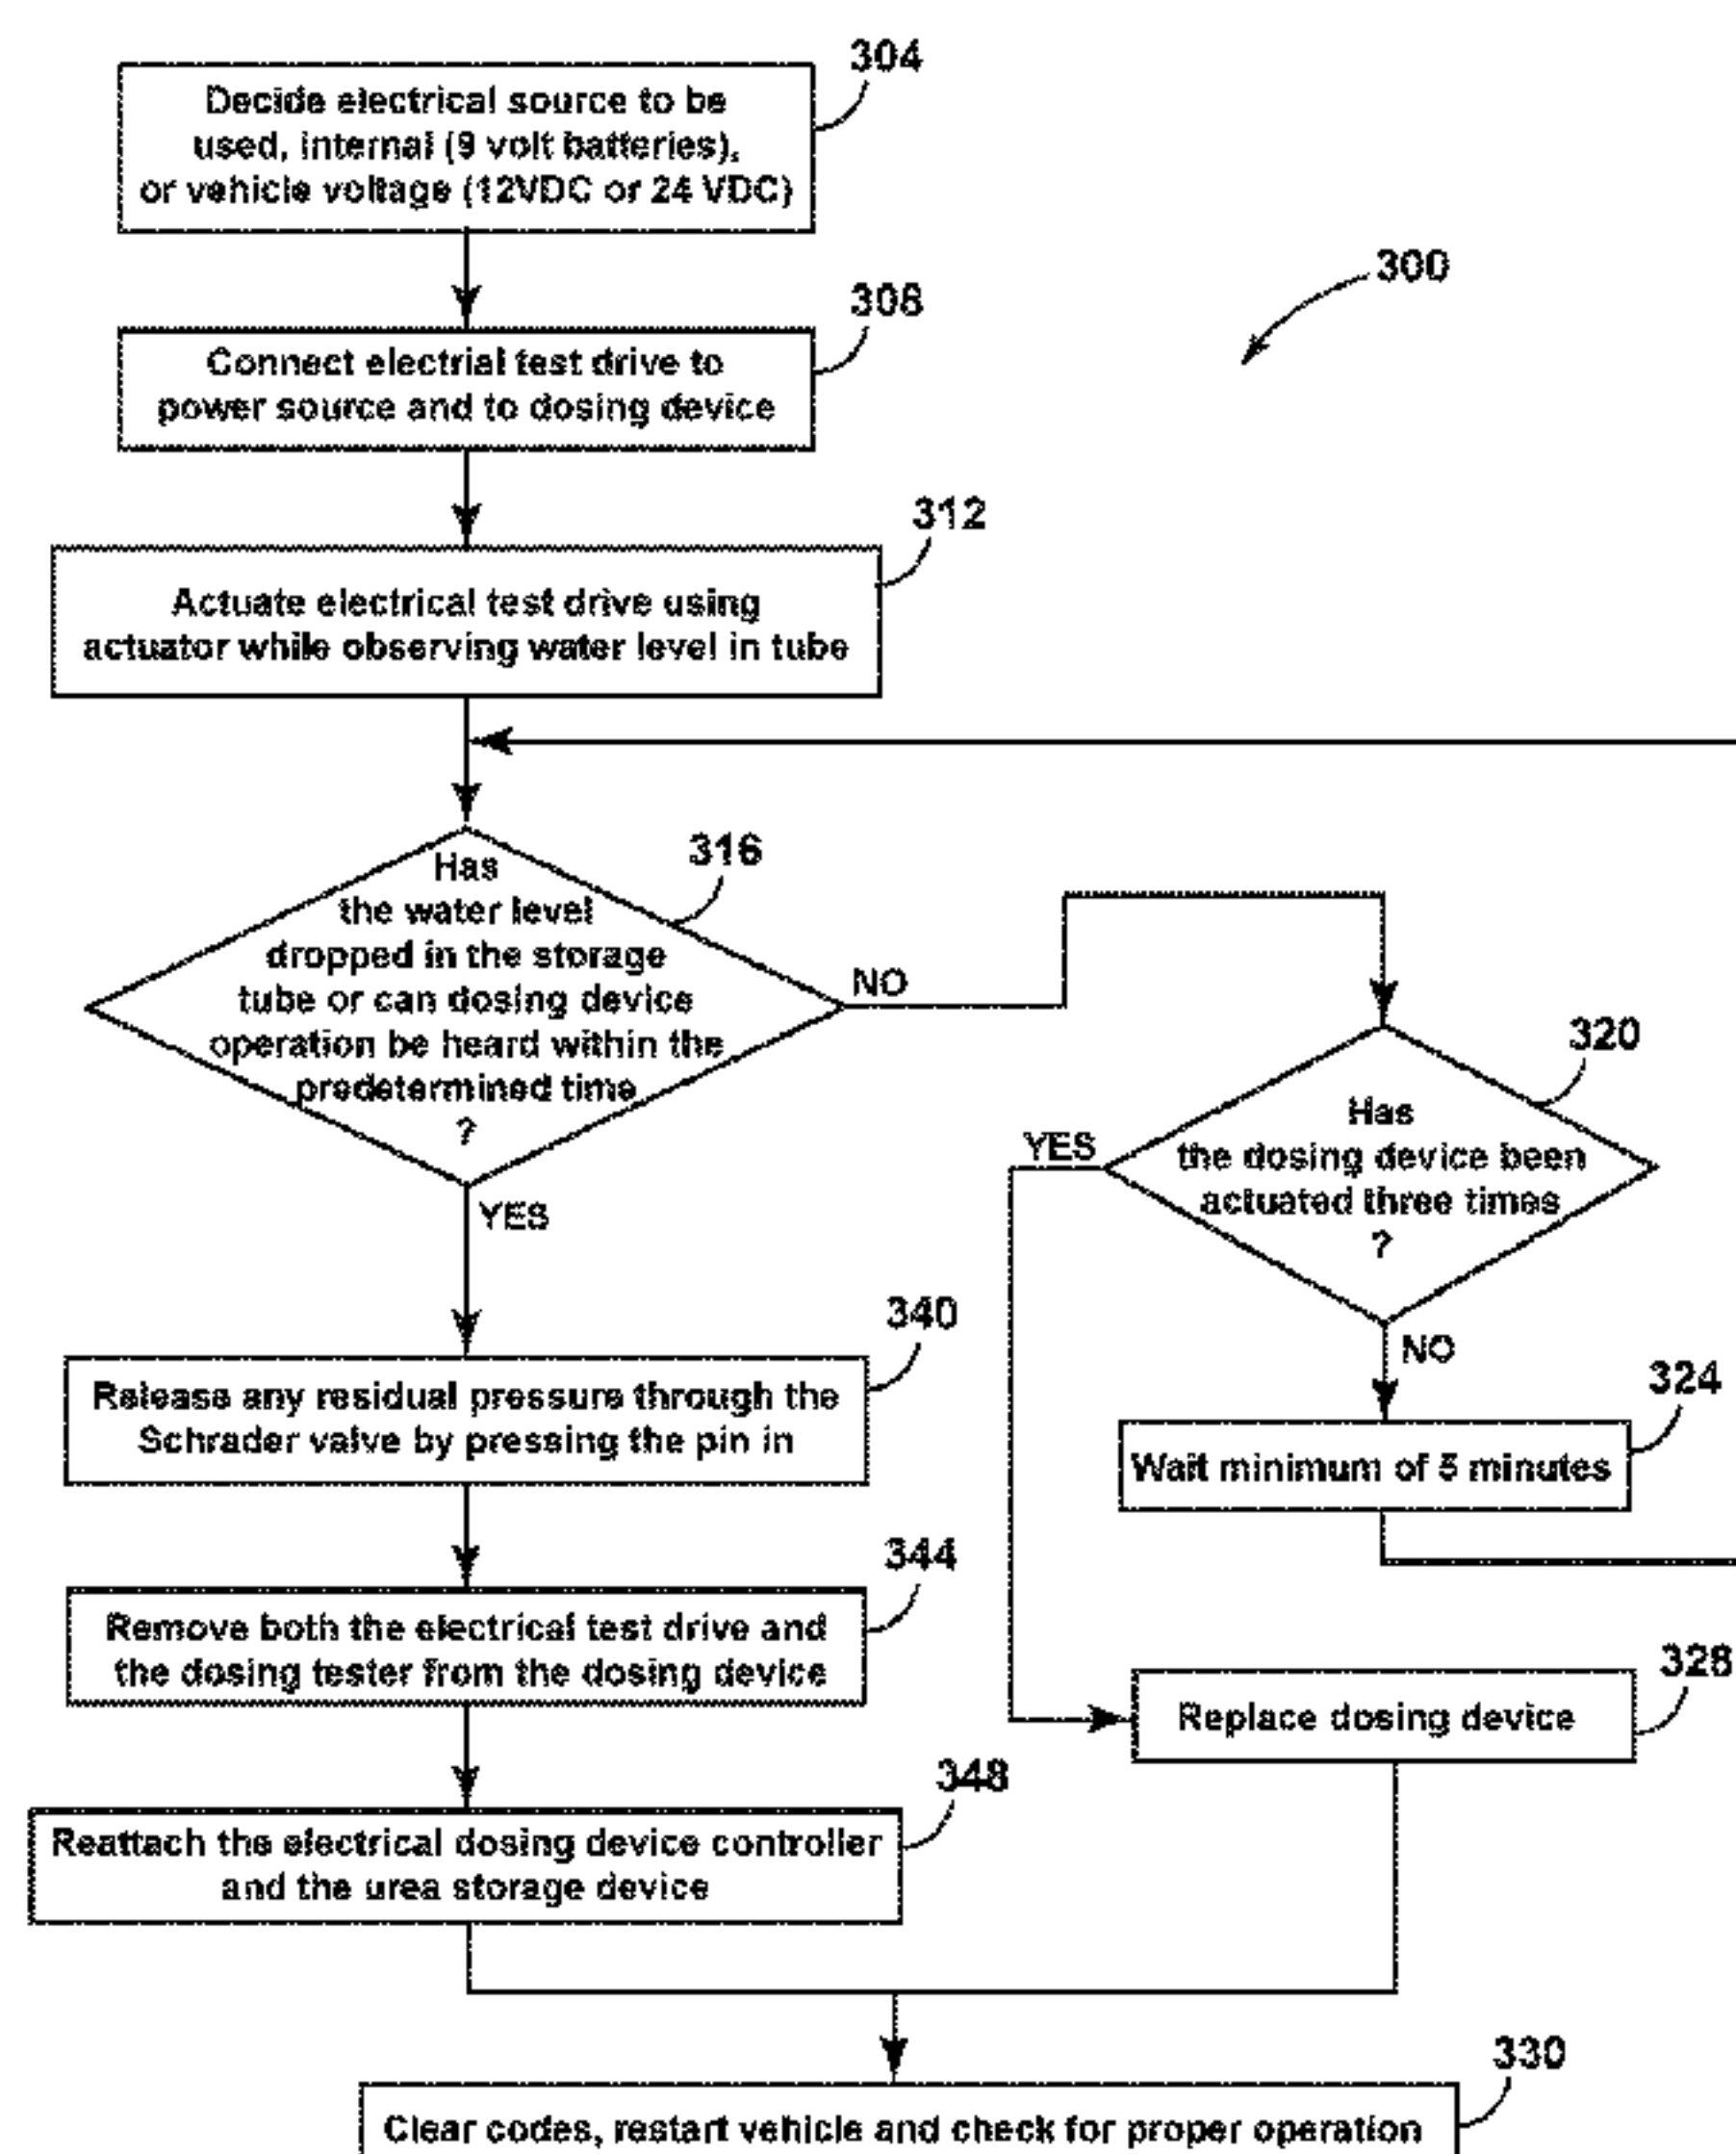 304
Decide electrical source to be
used, internal (9 volt batteries),
or vehicle voltage (12VDC or 24 VDC)
300
308
Connect electrial test drive to
power source and to dosing device
312
Actuate electrical test drive using
actuator while observing water level in tube
316
Has
the water level
dropped in the storage
tube or can dosing device
operation be heard within the
predetermined time
?
NO
YES
320
Has
the dosing device been
actuated three times
?
YES
NO
324
Wait minimum of 5 minutes
328
Replace dosing device
340
Release any residual pressure through the
Schrader valve by pressing the pin in
344
Remove both the electrical test drive and
the dosing tester from the dosing device
348
Reattach the electrical dosing device controller
and the urea storage device
330
Clear codes, restart vehicle and check for proper operation